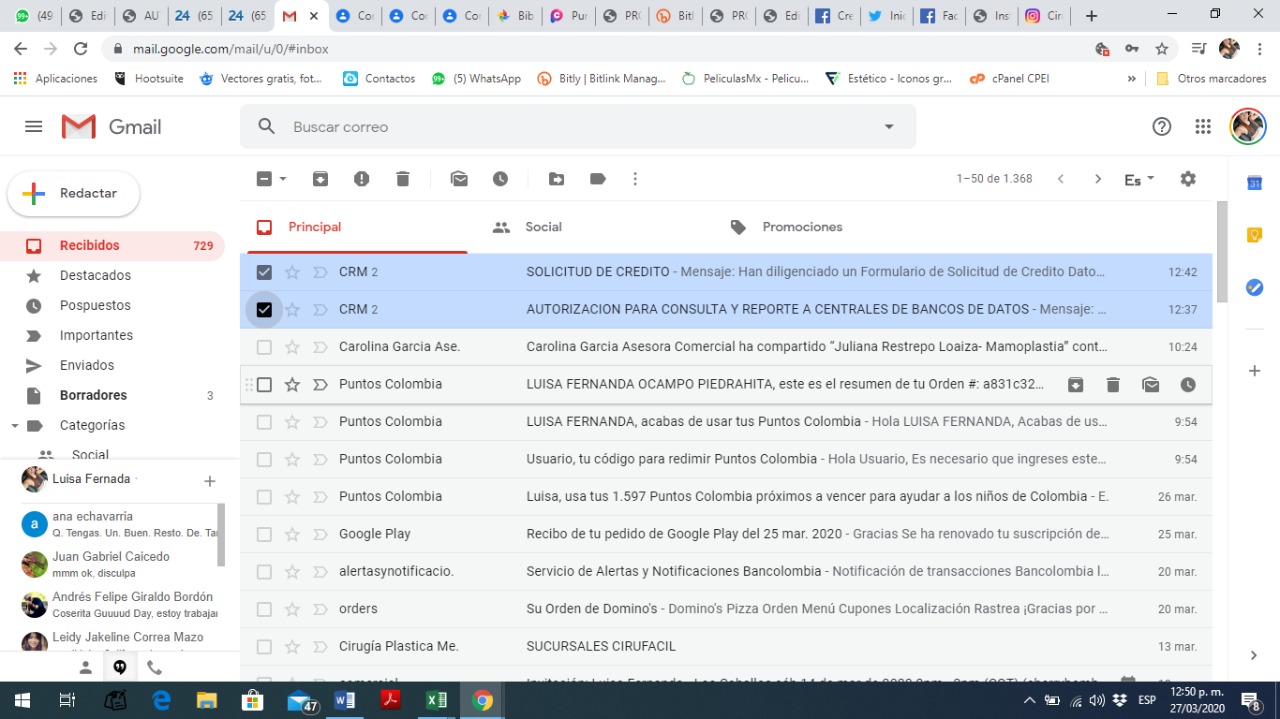 (49 Edi AU 24 (65 24 (65 M Co Co Co Bib Pu PRO Bitl PRO Edi Cre Inic Fac Ins Cir
mail.google.com/mail/u/0/#inbox
Aplicaciones Hootsuite Vectores gratis, fot... Contactos (5) WhatsApp Bitly | Bitlink Manag... PeliculasMx - Pelicu... Estético - Iconos gr... cPanel CPEI » Otros marcadores
Gmail Buscar correo
Redactar 1–50 de 1.368 Es
Principal Social Promociones
Recibidos 729
Destacados
Pospuestos
Importantes
Enviados
Borradores 3
Categorías
Social
Luisa Fernada
ana echavarria
Q. Tengas. Un. Buen. Resto. De. Ta
Juan Gabriel Caicedo
mmm ok, disculpa
Andrés Felipe Giraldo Bordón
Coserita Guuuud Day, estoy trabajar
Leidy Jakeline Correa Mazo
CRM 2 SOLICITUD DE CREDITO - Mensaje: Han diligenciado un Formulario de Solicitud de Credito Dato... 12:42
CRM 2 AUTORIZACION PARA CONSULTA Y REPORTE A CENTRALES DE BANCOS DE DATOS - Mensaje: ... 12:37
Carolina Garcia Ase. Carolina Garcia Asesora Comercial ha compartido “Juliana Restrepo Loaiza- Mamoplastia” cont... 10:24
Puntos Colombia LUISA FERNANDA OCAMPO PIEDRAHITA, este es el resumen de tu Orden #: a831c32...
Puntos Colombia LUISA FERNANDA, acabas de usar tus Puntos Colombia - Hola LUISA FERNANDA, Acabas de us... 9:54
Puntos Colombia Usuario, tu código para redimir Puntos Colombia - Hola Usuario, Es necesario que ingreses este... 9:54
Puntos Colombia Luisa, usa tus 1.597 Puntos Colombia próximos a vencer para ayudar a los niños de Colombia - E. 26 mar.
Google Play Recibo de tu pedido de Google Play del 25 mar. 2020 - Gracias Se ha renovado tu suscripción de... 25 mar.
alertasynotificacio. Servicio de Alertas y Notificaciones Bancolombia - Notificación de transacciones Bancolombia l... 20 mar.
orders Su Orden de Domino's - Domino's Pizza Orden Menú Cupones Localización Rastrea ¡Gracias por ... 20 mar.
Cirugía Plastica Me. SUCURSALES CIRUFACIL 13 mar.
47 ESP 12:50 p. m.
27/03/2020 8